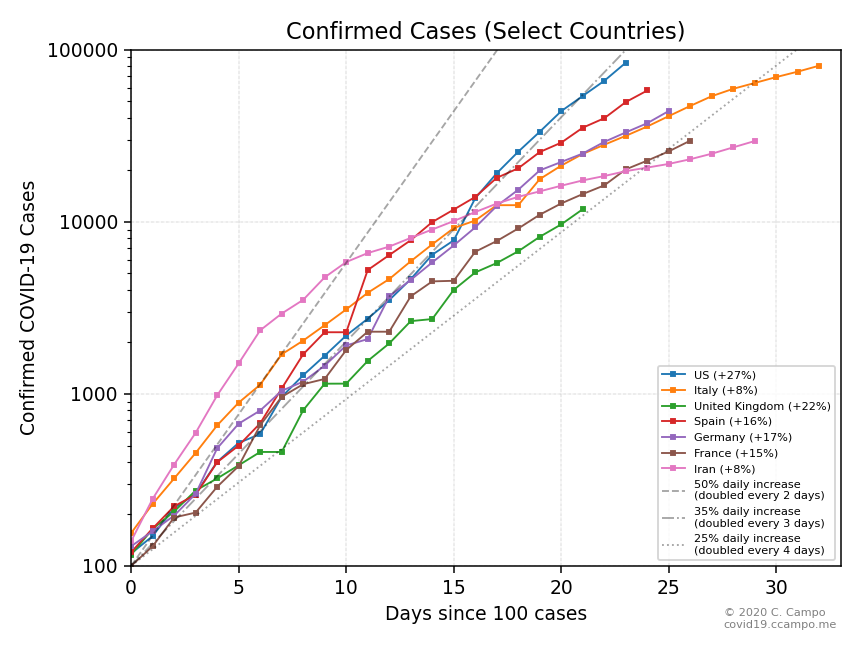 Confirmed Cases (Select Countries)
100000
10000
1000
100
Confirmed COVID-19 Cases
0 5 10 15 20 25 30
Days since 100 cases
US (+27%)
Italy (+8%)
United Kingdom (+22%)
Spain (+16%)
Germany (+17%)
France (+15%)
Iran (+8%)
50% daily increase
(doubled every 2 days)
35% daily increase
(doubled every 3 days)
25% daily increase
(doubled every 4 days)
© 2020 C. Campo
covid19.ccampo.me